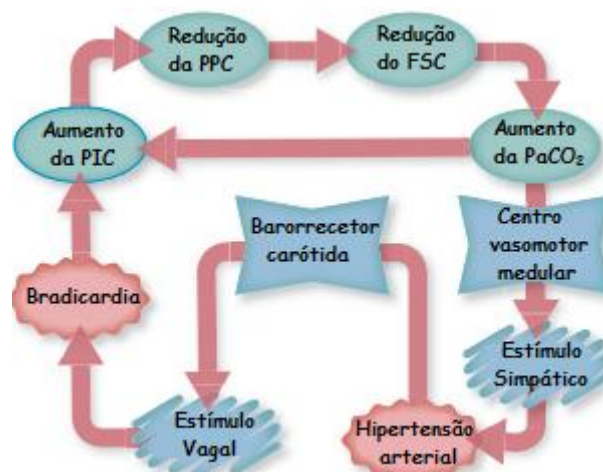 Redução
da PPC
Redução
do FSC
Aumento
da PIC
Aumento
da PaCO₂
Barorrecetor
carótida
Centro
vasomotor
medular
Bradicardia
Estímulo
Simpático
Estímulo
Vagal
Hipertensão
arterial